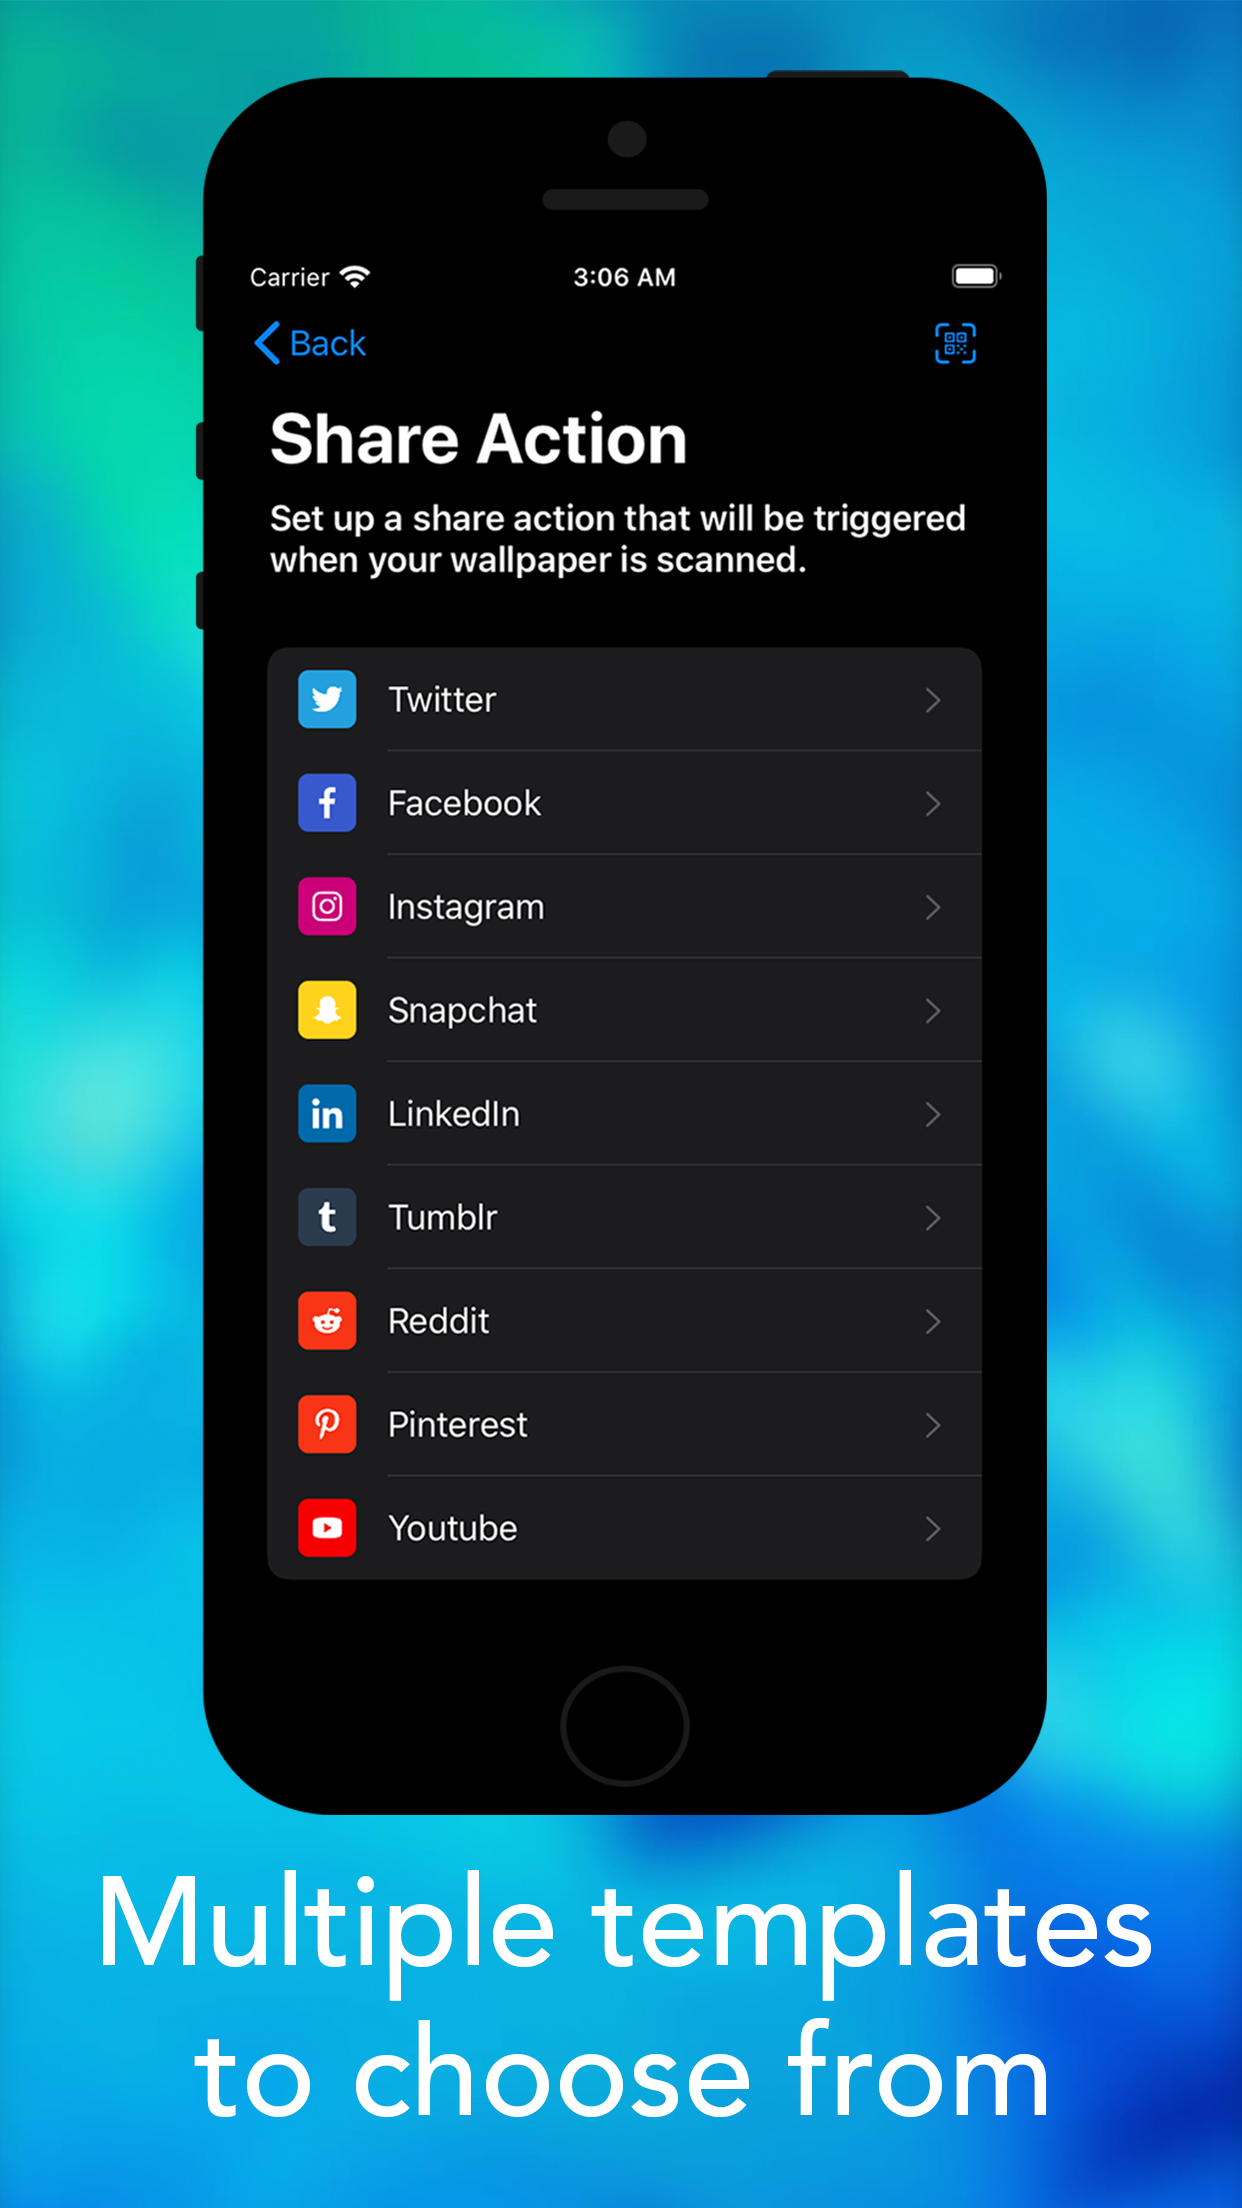 Carrier
3:06 AM
Back
Share Action
Set up a share action that will be triggered
when your wallpaper is scanned.
Twitter
Facebook
Instagram
Snapchat
LinkedIn
Tumblr
Reddit
Pinterest
Youtube
Multiple templates
to choose from